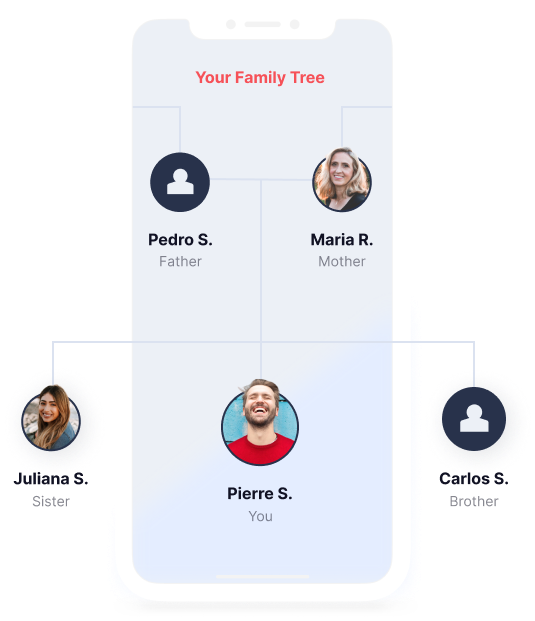 Your Family Tree
Pedro S.
Father
Maria R.
Mother
Juliana S.
Sister
Pierre S.
You
Carlos S.
Brother